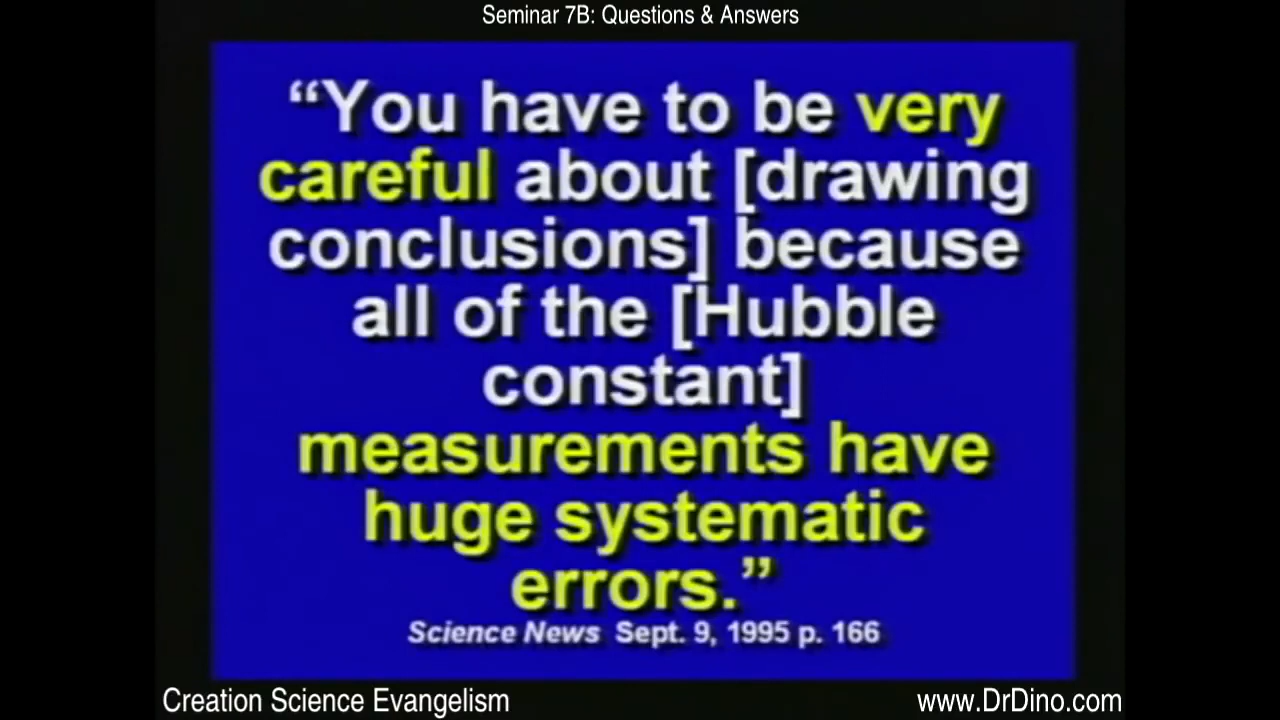 Seminar 7B: Questions & Answers
“You have to be very
careful about [drawing
conclusions] because
all of the [Hubble
constant]
measurements have
huge systematic
errors.”
Science News Sept. 9, 1995 p. 166
Creation Science Evangelism
www.DrDino.com